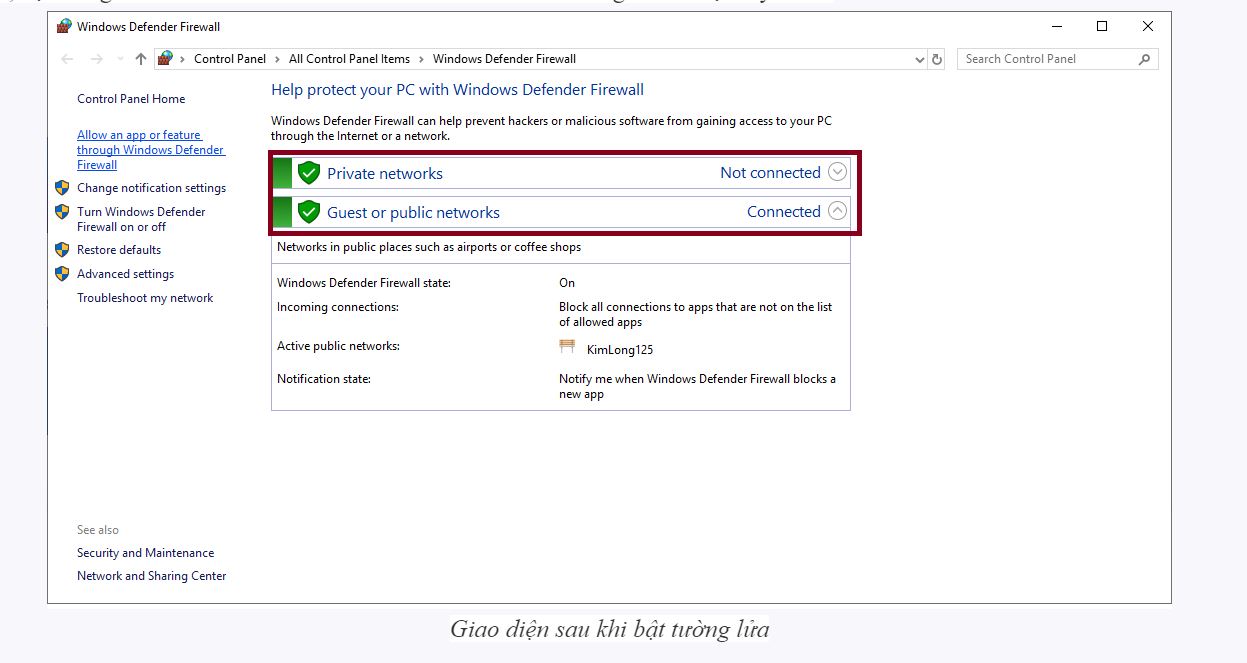 Windows Defender Firewall
Control Panel > All Control Panel Items > Windows Defender Firewall
Search Control Panel
Control Panel Home
Allow an app or feature
through Windows Defender
Firewall
Change notification settings
Turn Windows Defender
Firewall on or off
Restore defaults
Advanced settings
Troubleshoot my network
Help protect your PC with Windows Defender Firewall
Windows Defender Firewall can help prevent hackers or malicious software from gaining access to your PC
through the Internet or a network.
Private networks Not connected
Guest or public networks Connected
Networks in public places such as airports or coffee shops
Windows Defender Firewall state: On
Incoming connections: Block all connections to apps that are not on the list
of allowed apps
Active public networks: KimLong125
Notification state: Notify me when Windows Defender Firewall blocks a
new app
See also
Security and Maintenance
Network and Sharing Center
Giao diện sau khi bật tường lửa